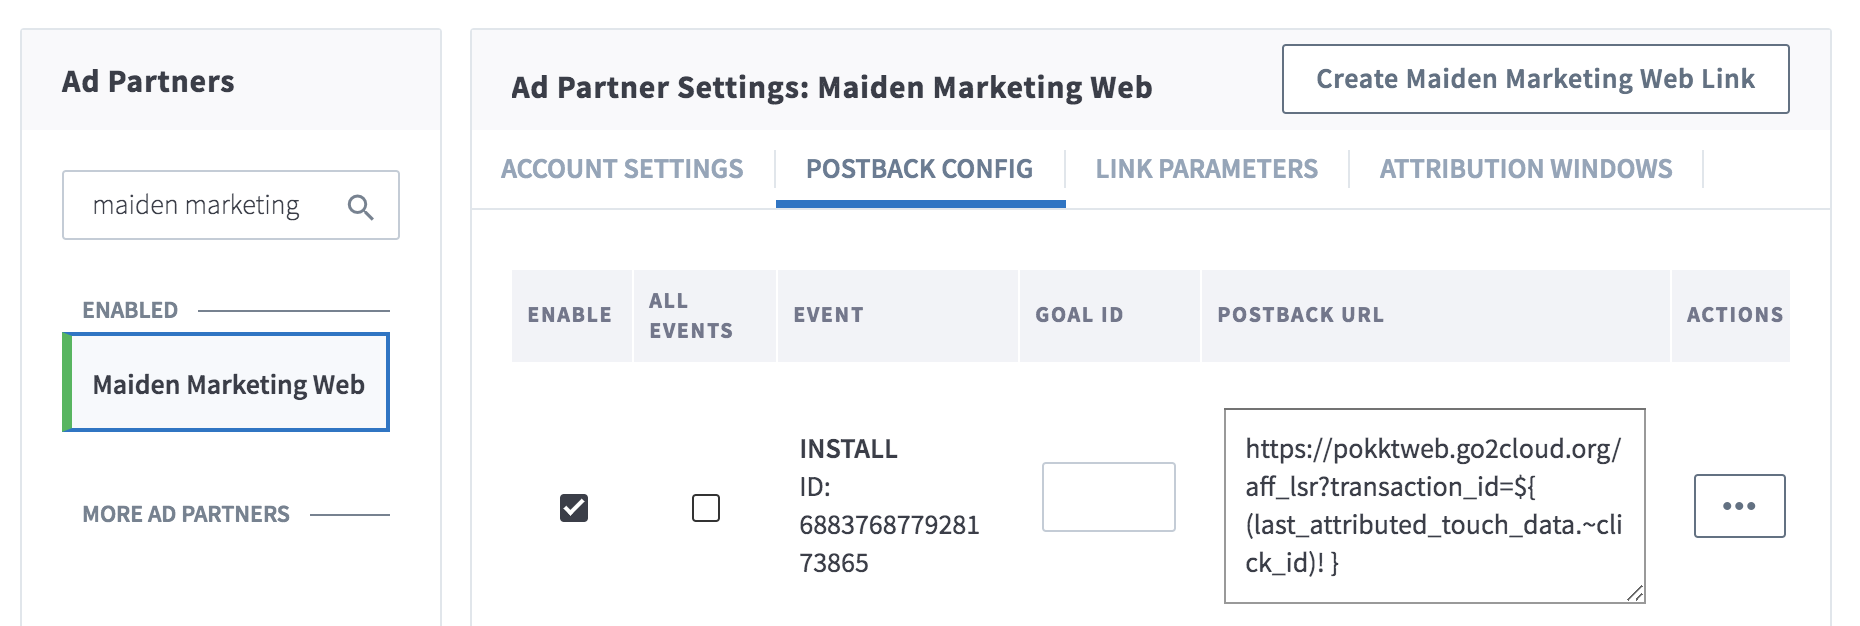 Ad Partners
maiden marketing
ENABLED
Maiden Marketing Web
MORE AD PARTNERS
Ad Partner Settings: Maiden Marketing Web
Create Maiden Marketing Web Link
ACCOUNT SETTINGS
POSTBACK CONFIG
LINK PARAMETERS
ATTRIBUTION WINDOWS
ENABLE
ALL
EVENTS
EVENT
GOAL ID
POSTBACK URL
ACTIONS
INSTALL
ID:
6883768779281
73865
https://pokktweb.go2cloud.org/
aff_lsr?transaction_id=${
(last_attributed_touch_data.~cli
ck_id)! }